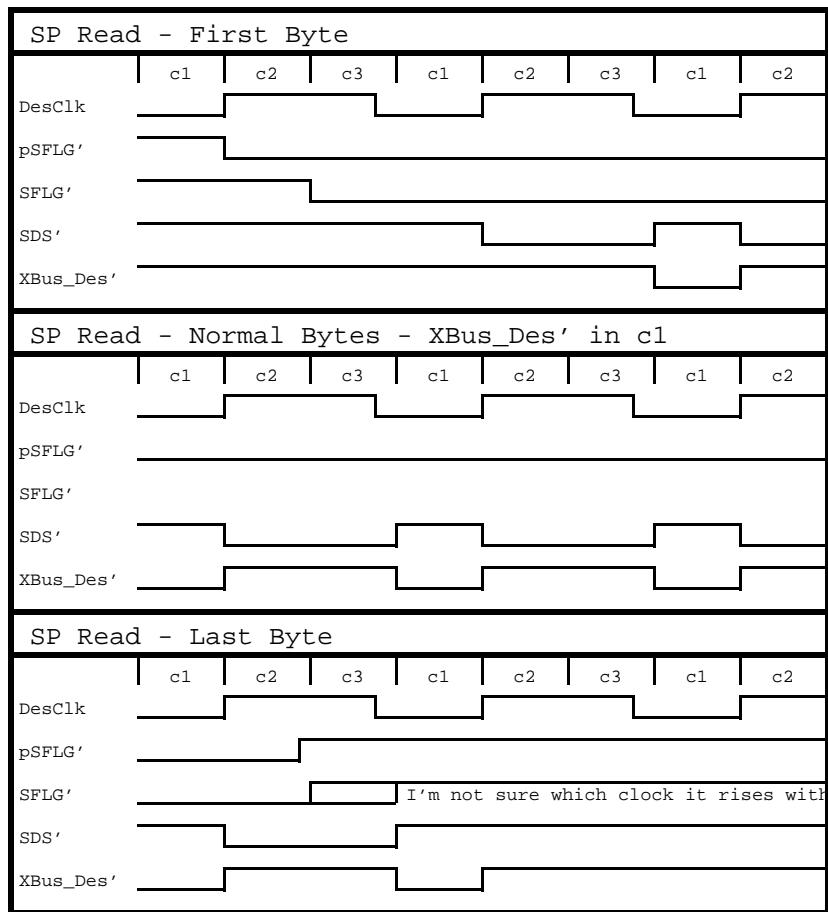 SP Read - First Byte
c1 c2 c3 c1 c2 c3 c1 c2
DesClk
pSFLG’
SFLG’
SDS’
XBus_Des’
SP Read - Normal Bytes - XBus_Des’ in c1
c1 c2 c3 c1 c2 c3 c1 c2
DesClk
pSFLG’
SFLG’
SDS’
XBus_Des’
SP Read - Last Byte
c1 c2 c3 c1 c2 c3 c1 c2
DesClk
pSFLG’
SFLG’ I'm not sure which clock it rises with
SDS’
XBus_Des’